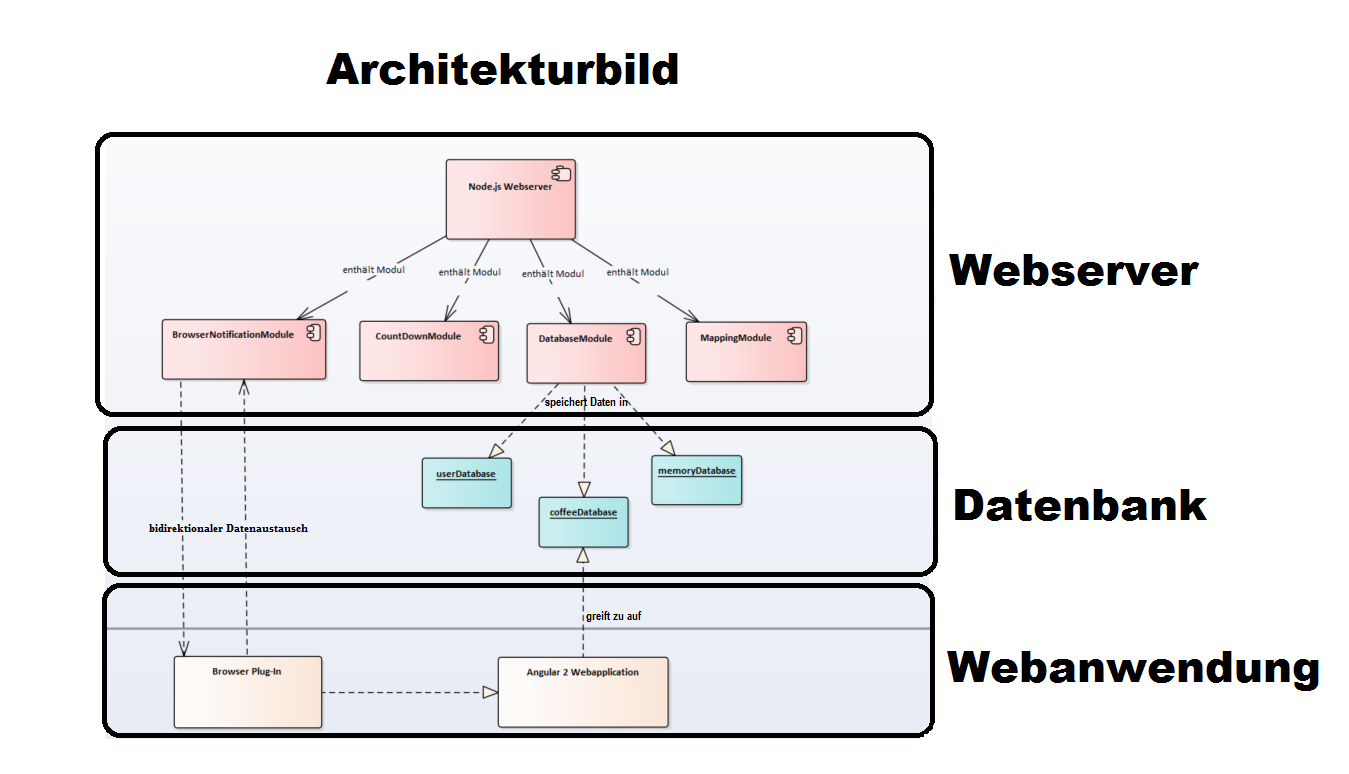 Architekturbild
Node.js Webserver
enthält Modul
enthält Modul
enthält Modul
enthält Modul
Webserver
BrowserNotificationModule
CountDownModule
DatabaseModule
MappingModule
speichert Daten in
userDatabase
memoryDatabase
coffeeDatabase
Datenbank
bidirektionaler Datenaustausch
greift zu auf
Browser Plug-In
Angular 2 Webapplication
Webanwendung